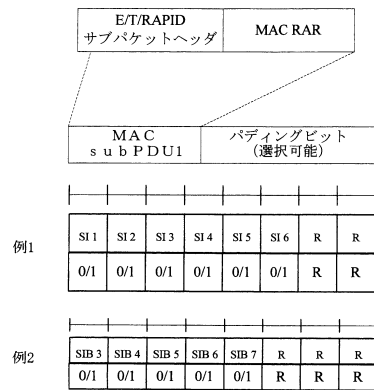 E/T/RAPID
サブパケットヘッダ
MAC RAR
MAC
subPDU1
パディングビット
(選択可能)
例1
SI 1 SI 2 SI 3 SI 4 SI 5 SI 6 R R
0/1 0/1 0/1 0/1 0/1 0/1 R R
例2
SIB 3 SIB 4 SIB 5 SIB 6 SIB 7 R R R
0/1 0/1 0/1 0/1 0/1 R R R